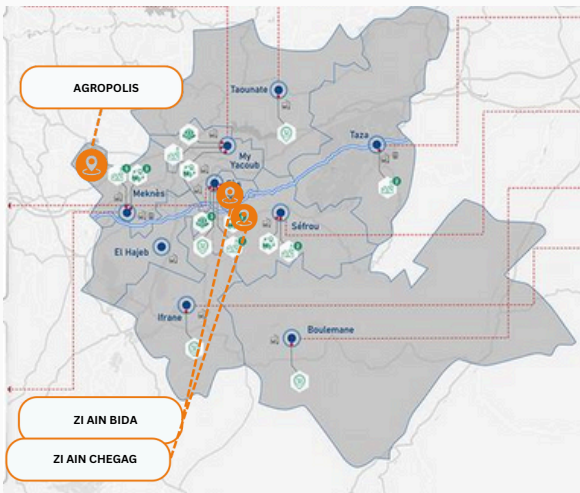 AGROPOLIS
Taounate
Taza
My
Yacoub
Meknès
Séfrou
El Hajeb
Ifrane
Boulemane
ZI AIN BIDA
ZI AIN CHEGAG